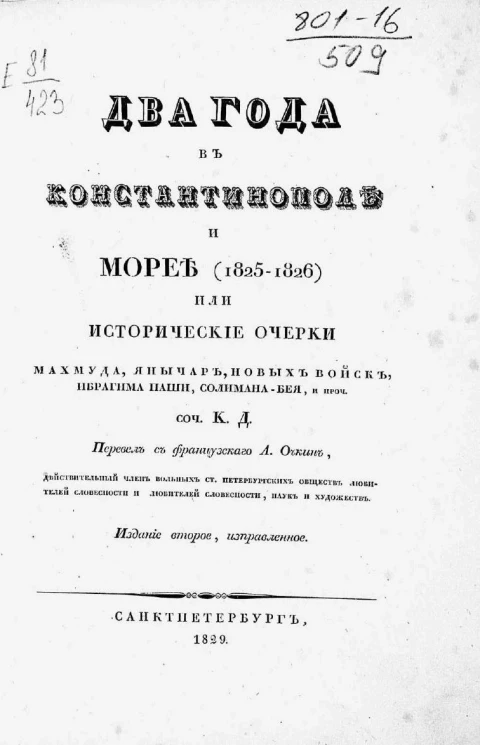 801-16
509
E 81
423
ДВА ГОДА
ВЪ
КОНСТАНТИНОПОЛѢ
И
МОРЕѢ (1825-1826)
ИЛИ
ИСТОРИЧЕСКІЕ ОЧЕРКИ
МАХМУДА, ЯНЫЧАРЪ, НОВЫХЪ ВОЙСКЪ,
ИБРАГИМА ПАШИ, СОЛИМАНА-БЕЯ, и проч.
СОЧ. К. Д.
Перевелъ съ французскаго А. Очкинъ,
ДѢЙСТВИТЕЛЬНЫЙ ЧЛЕНЪ ВОЛЬНЫХЪ СТ. ПЕТЕРБУРГСКИХЪ ОБЩЕСТВЪ ЛЮБИ-
ТЕЛЕЙ СЛОВЕСНОСТИ И ЛЮБИТЕЛЕЙ СЛОВЕСНОСТИ, НАУКЪ И ХУДОЖЕСТВЪ.
Изданіе второе, исправленное.
САНКТПЕТЕРБУРГЪ,
1829.